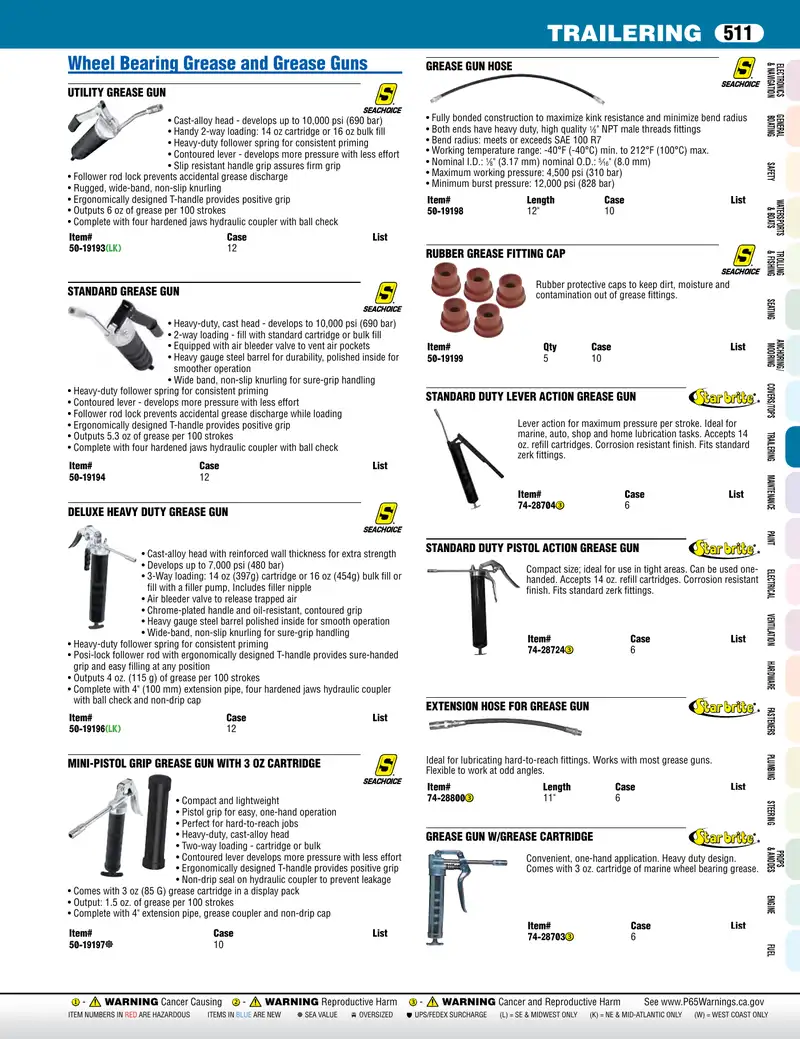 TRAILERING 511
Wheel Bearing Grease and Grease Guns
UTILITY GREASE GUN
SEACHOICE
• Cast-alloy head - develops up to 10,000 psi (690 bar)
• Handy 2-way loading: 14 oz cartridge or 16 oz bulk fill
• Heavy-duty follower spring for consistent priming
• Contoured lever - develops more pressure with less effort
• Slip resistant handle grip assures firm grip
• Follower rod lock prevents accidental grease discharge
• Rugged, wide-band, non-slip knurling
• Ergonomically designed T-handle provides positive grip
• Outputs 6 oz of grease per 100 strokes
• Complete with four hardened jaws hydraulic coupler with ball check
Item# Case List
50-19193(LK) 12
STANDARD GREASE GUN
SEACHOICE
• Heavy-duty, cast head - develops to 10,000 psi (690 bar)
• 2-way loading - fill with standard cartridge or bulk fill
• Equipped with air bleeder valve to vent air pockets
• Heavy gauge steel barrel for durability, polished inside for
smoother operation
• Wide band, non-slip knurling for sure-grip handling
• Heavy-duty follower spring for consistent priming
• Contoured lever - develops more pressure with less effort
• Follower rod lock prevents accidental grease discharge while loading
• Ergonomically designed T-handle provides positive grip
• Outputs 5.3 oz of grease per 100 strokes
• Complete with four hardened jaws hydraulic coupler with ball check
Item# Case List
50-19194 12
DELUXE HEAVY DUTY GREASE GUN
SEACHOICE
• Cast-alloy head with reinforced wall thickness for extra strength
• Develops up to 7,000 psi (480 bar)
• 3-Way loading: 14 oz (397g) cartridge or 16 oz (454g) bulk fill or
fill with a filler pump, Includes filler nipple
• Air bleeder valve to release trapped air
• Chrome-plated handle and oil-resistant, contoured grip
• Heavy gauge steel barrel polished inside for smooth operation
• Wide-band, non-slip knurling for sure-grip handling
• Heavy-duty follower spring for consistent priming
• Posi-lock follower rod with ergonomically designed T-handle provides sure-handed
grip and easy filling at any position
• Outputs 4 oz. (115 g) of grease per 100 strokes
• Complete with 4" (100 mm) extension pipe, four hardened jaws hydraulic coupler
with ball check and non-drip cap
Item# Case List
50-19196(LK) 12
MINI-PISTOL GRIP GREASE GUN WITH 3 OZ CARTRIDGE
SEACHOICE
• Compact and lightweight
• Pistol grip for easy, one-hand operation
• Perfect for hard-to-reach jobs
• Heavy-duty, cast-alloy head
• Two-way loading - cartridge or bulk
• Contoured lever develops more pressure with less effort
• Ergonomically designed T-handle provides positive grip
• Non-drip seal on hydraulic coupler to prevent leakage
• Comes with 3 oz (85 G) grease cartridge in a display pack
• Output: 1.5 oz. of grease per 100 strokes
• Complete with 4" extension pipe, grease coupler and non-drip cap
Item# Case List
50-19197 10
GREASE GUN HOSE
SEACHOICE
• Fully bonded construction to maximize kink resistance and minimize bend radius
• Both ends have heavy duty, high quality ⅛" NPT male threads fittings
• Bend radius: meets or exceeds SAE 100 R7
• Working temperature range: -40°F (-40°C) min. to 212°F (100°C) max.
• Nominal I.D.: ⅛" (3.17 mm) nominal O.D.: 5/16" (8.0 mm)
• Maximum working pressure: 4,500 psi (310 bar)
• Minimum burst pressure: 12,000 psi (828 bar)
Item# Length Case List
50-19198 12" 10
RUBBER GREASE FITTING CAP
SEACHOICE
Rubber protective caps to keep dirt, moisture and
contamination out of grease fittings.
Item# Qty Case List
50-19199 5 10
STANDARD DUTY LEVER ACTION GREASE GUN
Star brite
Lever action for maximum pressure per stroke. Ideal for
marine, auto, shop and home lubrication tasks. Accepts 14
oz. refill cartridges. Corrosion resistant finish. Fits standard
zerk fittings.
Item# Case List
74-28704 3 6
STANDARD DUTY PISTOL ACTION GREASE GUN
Star brite
Compact size; ideal for use in tight areas. Can be used one-
handed. Accepts 14 oz. refill cartridges. Corrosion resistant
finish. Fits standard zerk fittings.
Item# Case List
74-28724 3 6
EXTENSION HOSE FOR GREASE GUN
Star brite
Ideal for lubricating hard-to-reach fittings. Works with most grease guns.
Flexible to work at odd angles.
Item# Length Case List
74-28800 3 11" 6
GREASE GUN W/GREASE CARTRIDGE
Star brite
Convenient, one-hand application. Heavy duty design.
Comes with 3 oz. cartridge of marine wheel bearing grease.
Item# Case List
74-28703 3 6
ELECTRONICS
& NAVIGATION
GENERAL
BOATING
SAFETY
WATERSPORTS
& BOATS
TROLLING
& FISHING
SEATING
ANCHORING/
MOORING
COVERS/TOPS
TRAILERING
MAINTENANCE
PAINT
ELECTRICAL
VENTILATION
HARDWARE
FASTENERS
PLUMBING
STEERING
PROPS
& ANODES
ENGINE
FUEL
1 - WARNING Cancer Causing 2 - WARNING Reproductive Harm 3 - WARNING Cancer and Reproductive Harm See www.P65Warnings.ca.gov
ITEM NUMBERS IN RED ARE HAZARDOUS ITEMS IN BLUE ARE NEW SEA VALUE OVERSIZED UPS/FEDEX SURCHARGE (L) = SE & MIDWEST ONLY (K) = NE & MID-ATLANTIC ONLY (W) = WEST COAST ONLY